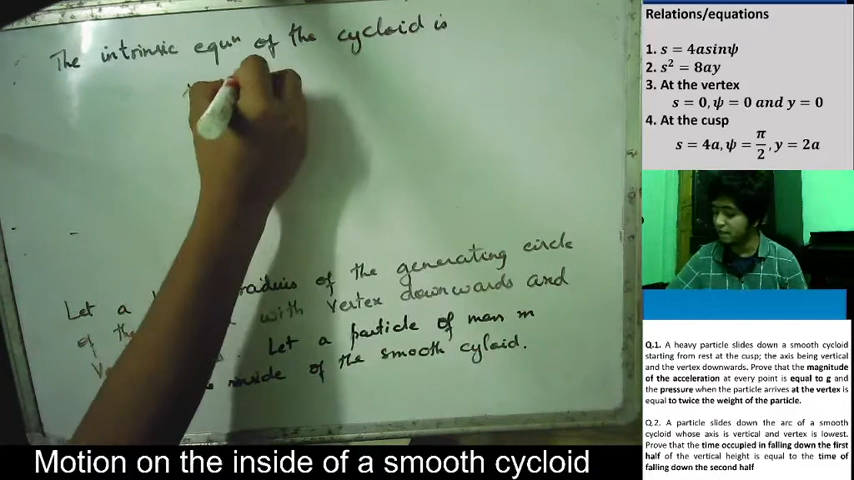 The intrinsic equn of the cycloid is
Let a radius of the generating circle
of the with vertex downwards and
Let a particle of man m
inside of the smooth cyloid.
Motion on the inside of a smooth cycloid
Relations/equations
1. s = 4asinψ
2. s² = 8ay
3. At the vertex
s = 0, ψ = 0 and y = 0
4. At the cusp
s = 4a, ψ = π/2, y = 2a
Q.1. A heavy particle slides down a smooth cycloid
starting from rest at the cusp; the axis being vertical
and the vertex downwards. Prove that the magnitude
of the acceleration at every point is equal to g and
the pressure when the particle arrives at the vertex is
equal to twice the weight of the particle.
Q.2. A particle slides down the arc of a smooth
cycloid whose axis is vertical and vertex is lowest.
Prove that the time occupied in falling down the first
half of the vertical height is equal to the time of
falling down the second half